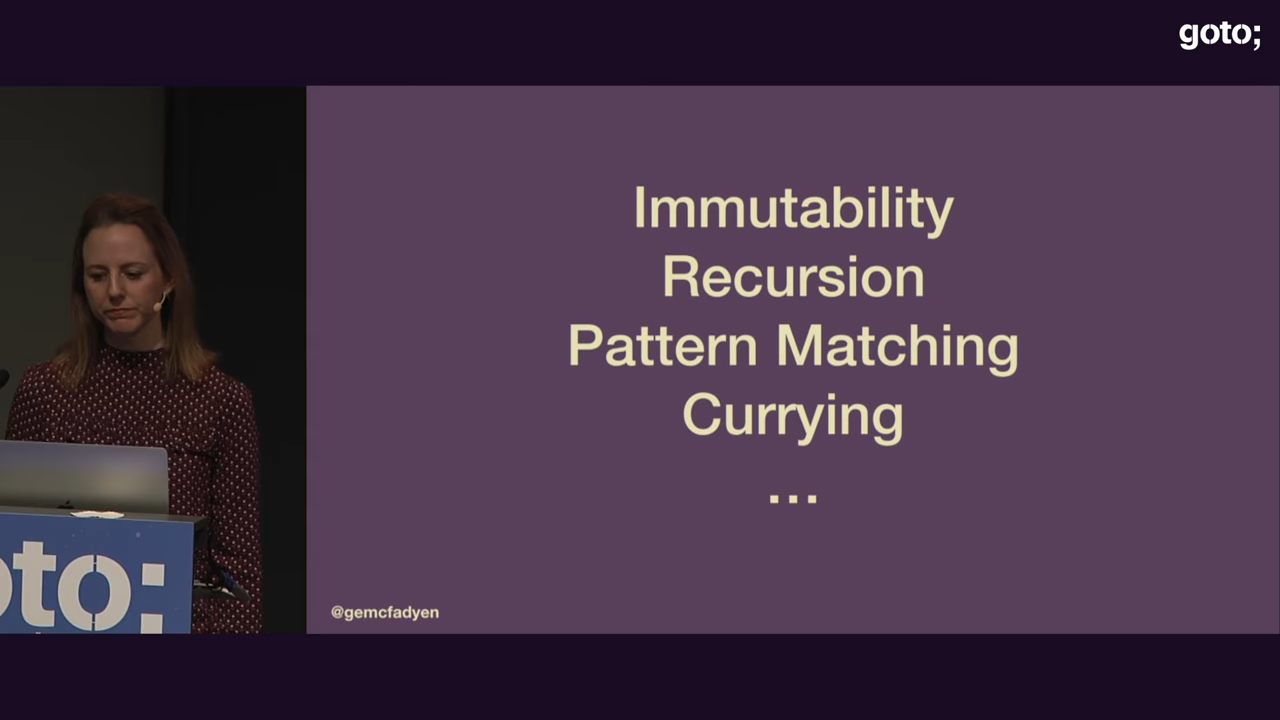 goto;
Immutability
Recursion
Pattern Matching
Currying
...
@gemcfadyen
oto;